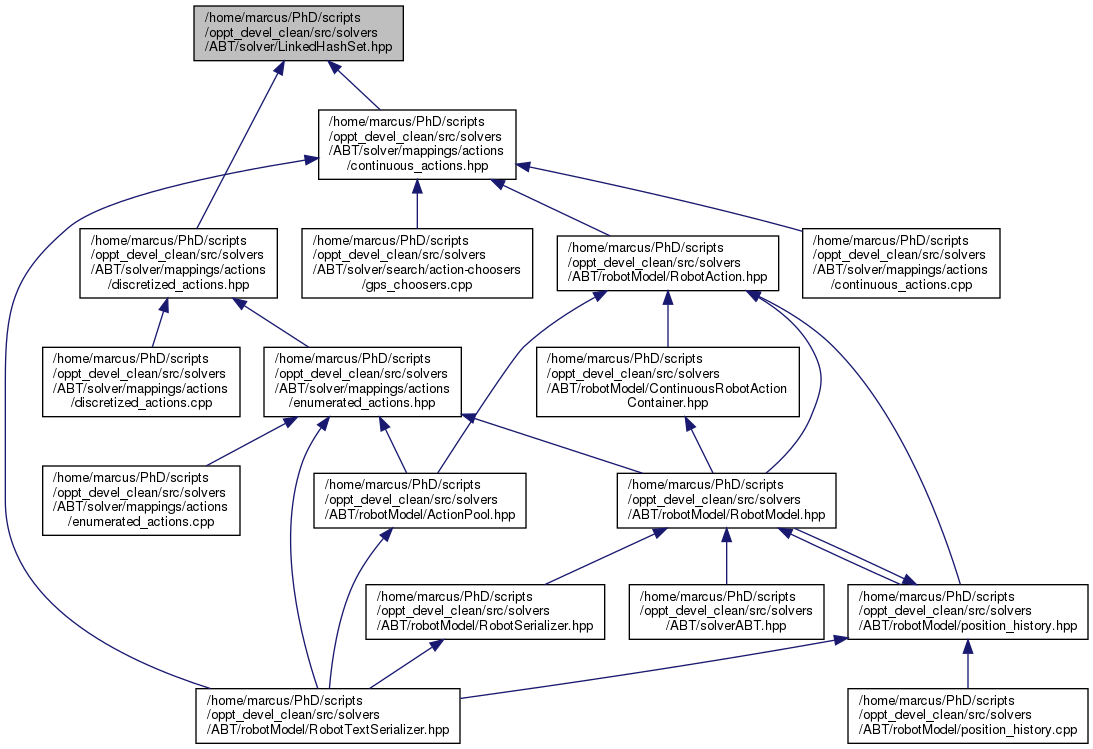 /home/marcus/PhD/scripts
/oppt_devel_clean/src/solvers
/ABT/solver/LinkedHashSet.hpp
/home/marcus/PhD/scripts
/oppt_devel_clean/src/solvers
/ABT/solver/mappings/actions
/continuous_actions.hpp
/home/marcus/PhD/scripts
/oppt_devel_clean/src/solvers
/ABT/solver/mappings/actions
/discretized_actions.hpp
/home/marcus/PhD/scripts
/oppt_devel_clean/src/solvers
/ABT/solver/search/action-choosers
/gps_choosers.cpp
/home/marcus/PhD/scripts
/oppt_devel_clean/src/solvers
/ABT/robotModel/RobotAction.hpp
/home/marcus/PhD/scripts
/oppt_devel_clean/src/solvers
/ABT/solver/mappings/actions
/continuous_actions.cpp
/home/marcus/PhD/scripts
/oppt_devel_clean/src/solvers
/ABT/solver/mappings/actions
/discretized_actions.cpp
/home/marcus/PhD/scripts
/oppt_devel_clean/src/solvers
/ABT/solver/mappings/actions
/enumerated_actions.hpp
/home/marcus/PhD/scripts
/oppt_devel_clean/src/solvers
/ABT/robotModel/ContinuousRobotAction
Container.hpp
/home/marcus/PhD/scripts
/oppt_devel_clean/src/solvers
/ABT/solver/mappings/actions
/enumerated_actions.cpp
/home/marcus/PhD/scripts
/oppt_devel_clean/src/solvers
/ABT/robotModel/ActionPool.hpp
/home/marcus/PhD/scripts
/oppt_devel_clean/src/solvers
/ABT/robotModel/RobotModel.hpp
/home/marcus/PhD/scripts
/oppt_devel_clean/src/solvers
/ABT/robotModel/RobotSerializer.hpp
/home/marcus/PhD/scripts
/oppt_devel_clean/src/solvers
/ABT/solverABT.hpp
/home/marcus/PhD/scripts
/oppt_devel_clean/src/solvers
/ABT/robotModel/position_history.hpp
/home/marcus/PhD/scripts
/oppt_devel_clean/src/solvers
/ABT/robotModel/RobotTextSerializer.hpp
/home/marcus/PhD/scripts
/oppt_devel_clean/src/solvers
/ABT/robotModel/position_history.cpp